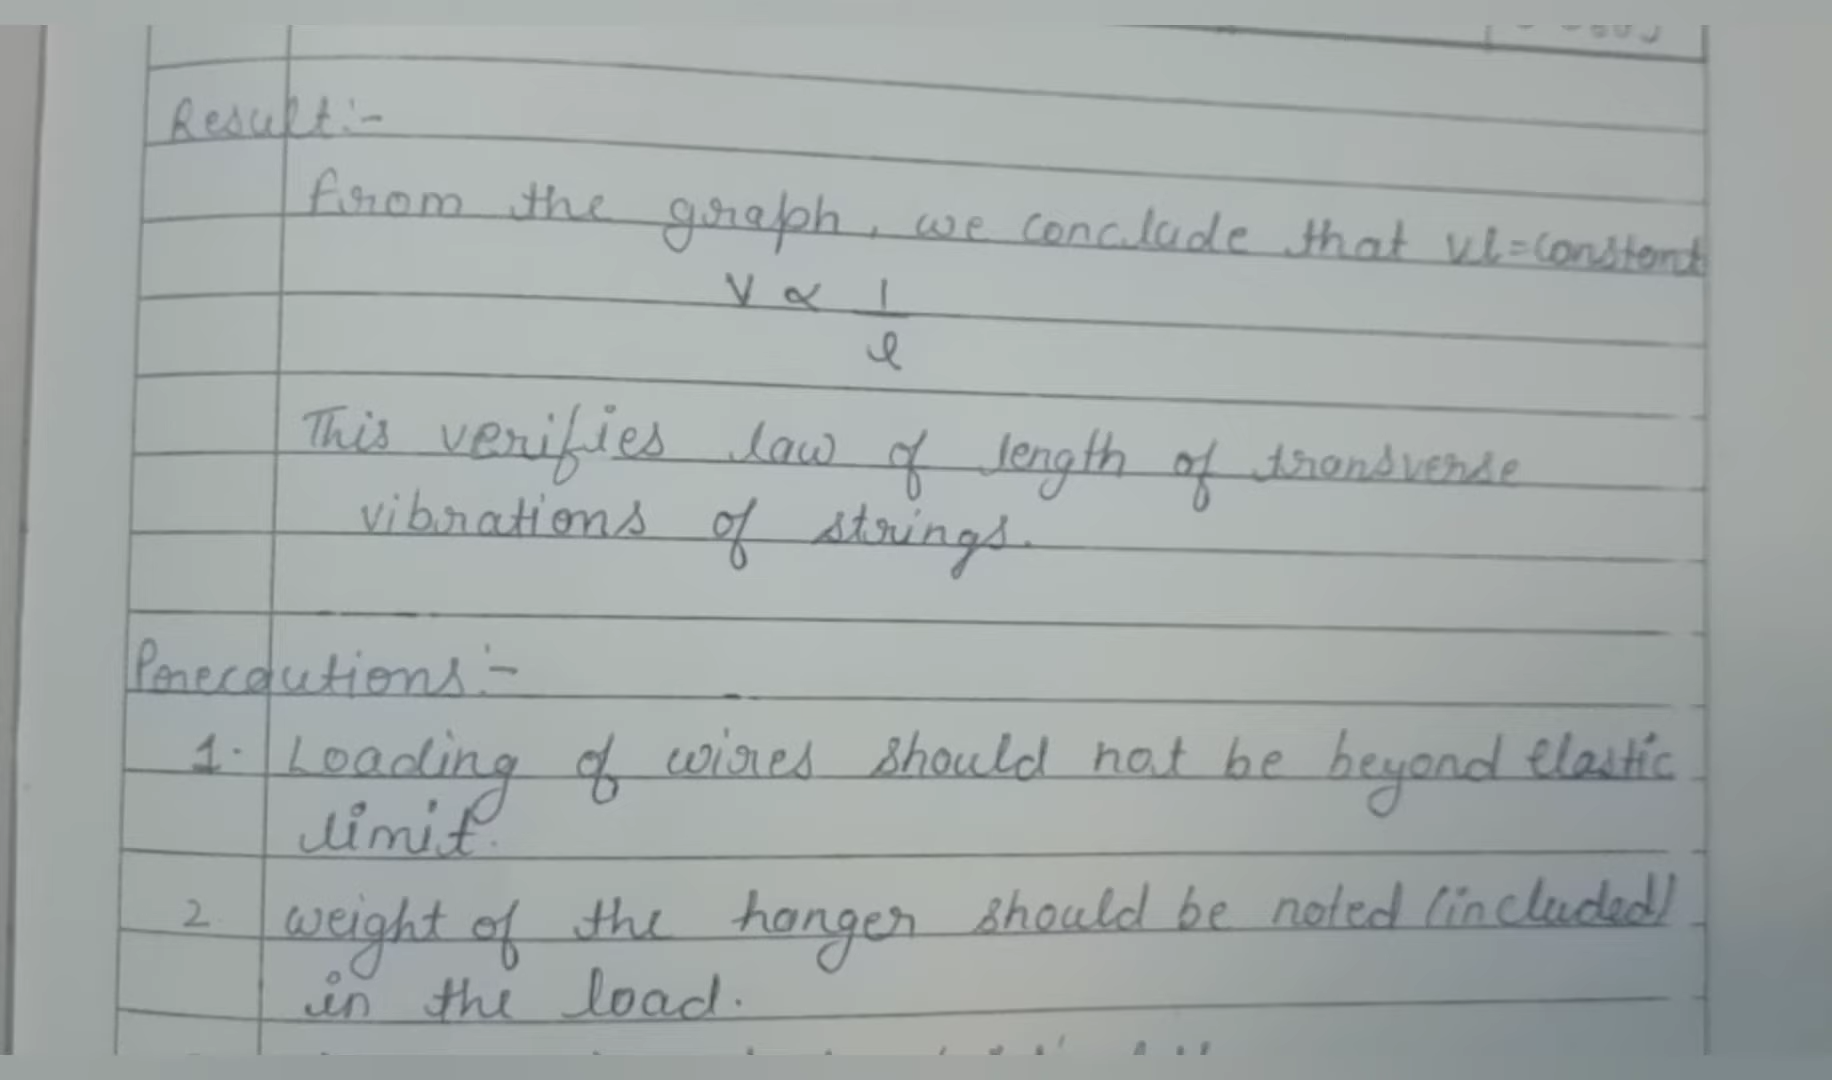 Result:-
From the graph, we conclude that vl=constant
v ∝ 1
l
This verifies law of length of transverse
vibrations of strings.
Precautions:-
1. Loading of wires should not be beyond elastic
limit.
2 weight of the hanger should be noted (included)
in the load.